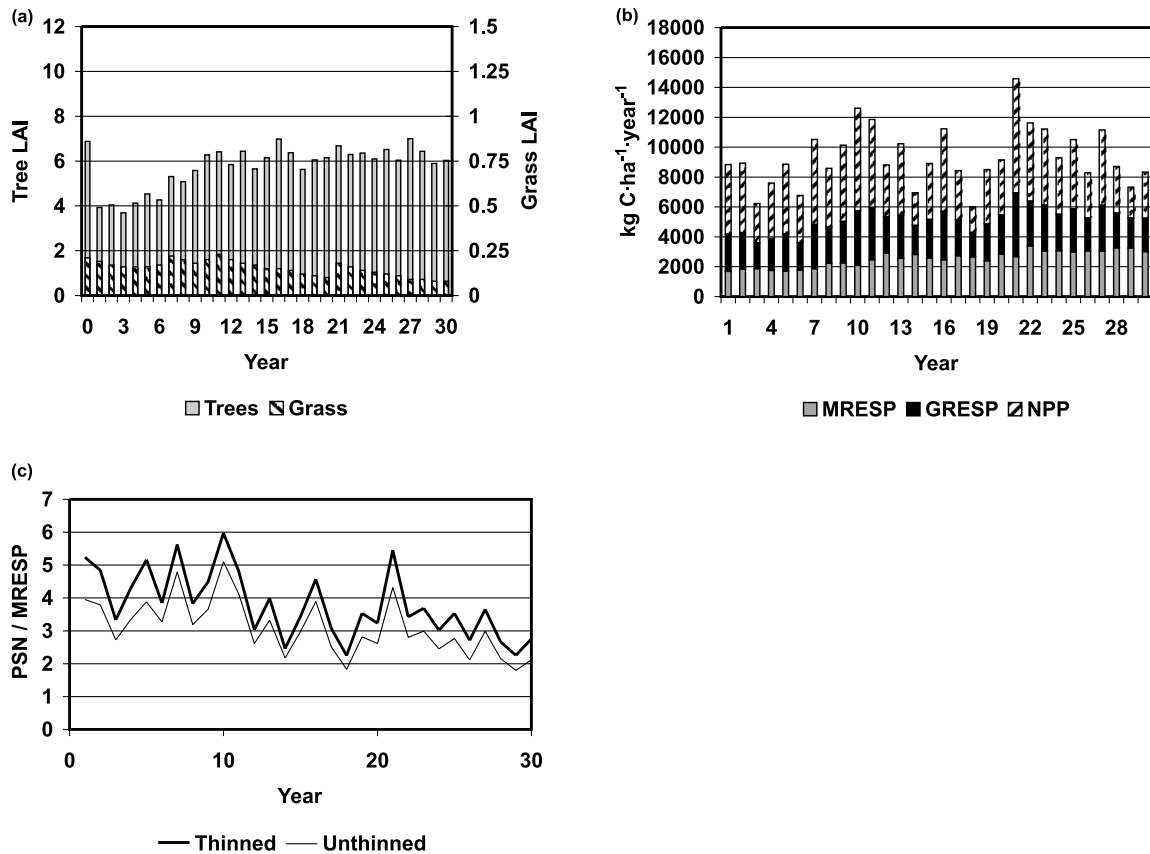 (a)
12
10
8
6
4
2
0
Tree LAI
1.5
1.25
1
0.75
0.5
0.25
0
Grass LAI
0 3 6 9 12 15 18 21 24 27 30
Year
Trees Grass
(b)
18000
16000
14000
12000
10000
8000
6000
4000
2000
0
kg C·ha⁻¹·year⁻¹
1 4 7 10 13 16 19 22 25 28
Year
MRESP GRESP NPP
(c)
7
6
5
4
3
2
1
0
PSN / MRESP
0 10 20 30
Year
Thinned Unthinned